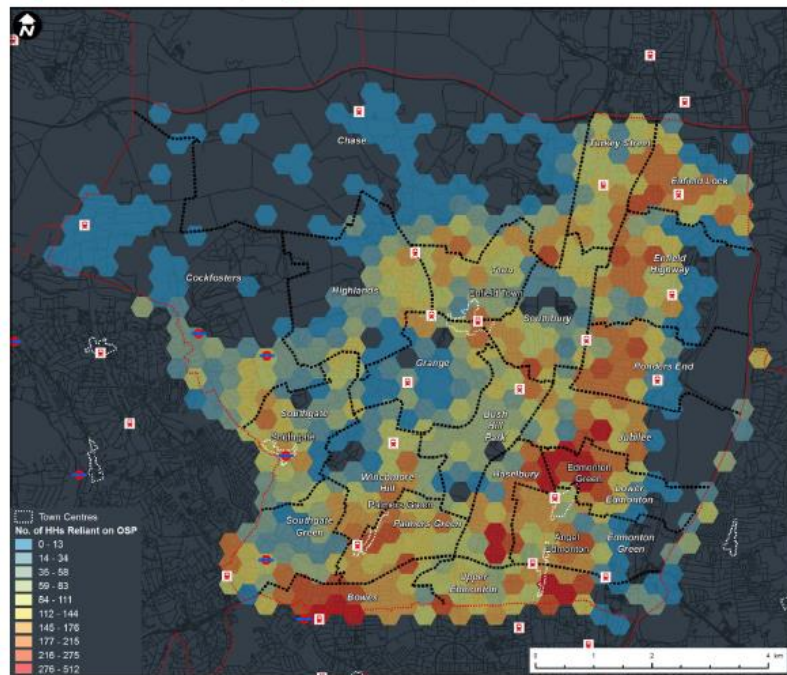 N
Chase
Turkey Street
Enfield Lock
Cockfosters
Highlands
Town
Enfield Town
Enfield
Highway
Southbury
Grange
Ponders End
Southgate
Southgate
Bush
Hill
Park
Jubilee
Winchmore
Hill
Haselbury
Edmonton
Green
Lower
Edmonton
Palmers Green
Southgate
Green
Palmers Green
Angel
Edmonton
Edmonton
Green
Upper
Edmonton
Bowes
Town Centres
No. of HHs Reliant on OSP
0 - 13
14 - 34
35 - 58
59 - 83
84 - 111
112 - 144
145 - 176
177 - 215
216 - 275
276 - 512
0 1 2 4 km